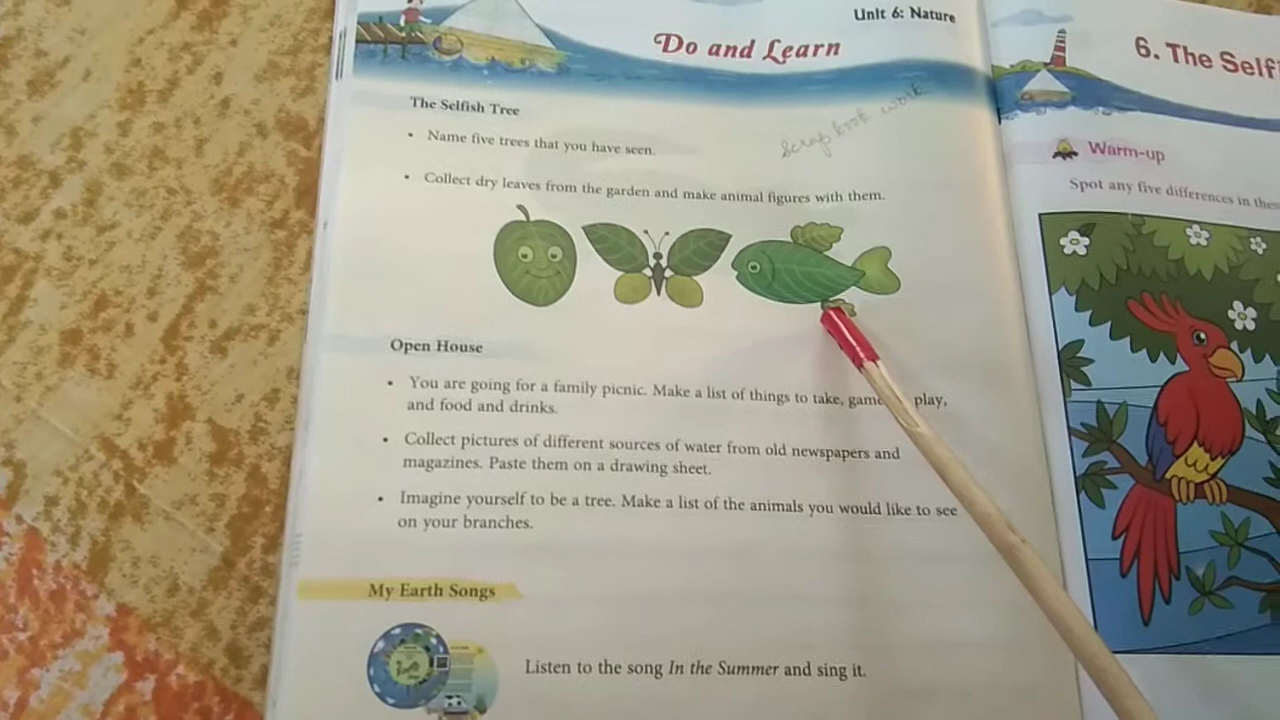 Unit 6: Nature
Do and Learn
The Selfish Tree
Scrap book work
• Name five trees that you have seen.
• Collect dry leaves from the garden and make animal figures with them.
Open House
• You are going for a family picnic. Make a list of things to take, play,
and food and drinks.
• Collect pictures of different sources of water from old newspapers and
magazines. Paste them on a drawing sheet.
• Imagine yourself to be a tree. Make a list of the animals you would like to see
on your branches.
My Earth Songs
Listen to the song In the Summer and sing it.
6. The
Warm-up
Spot any five differences in